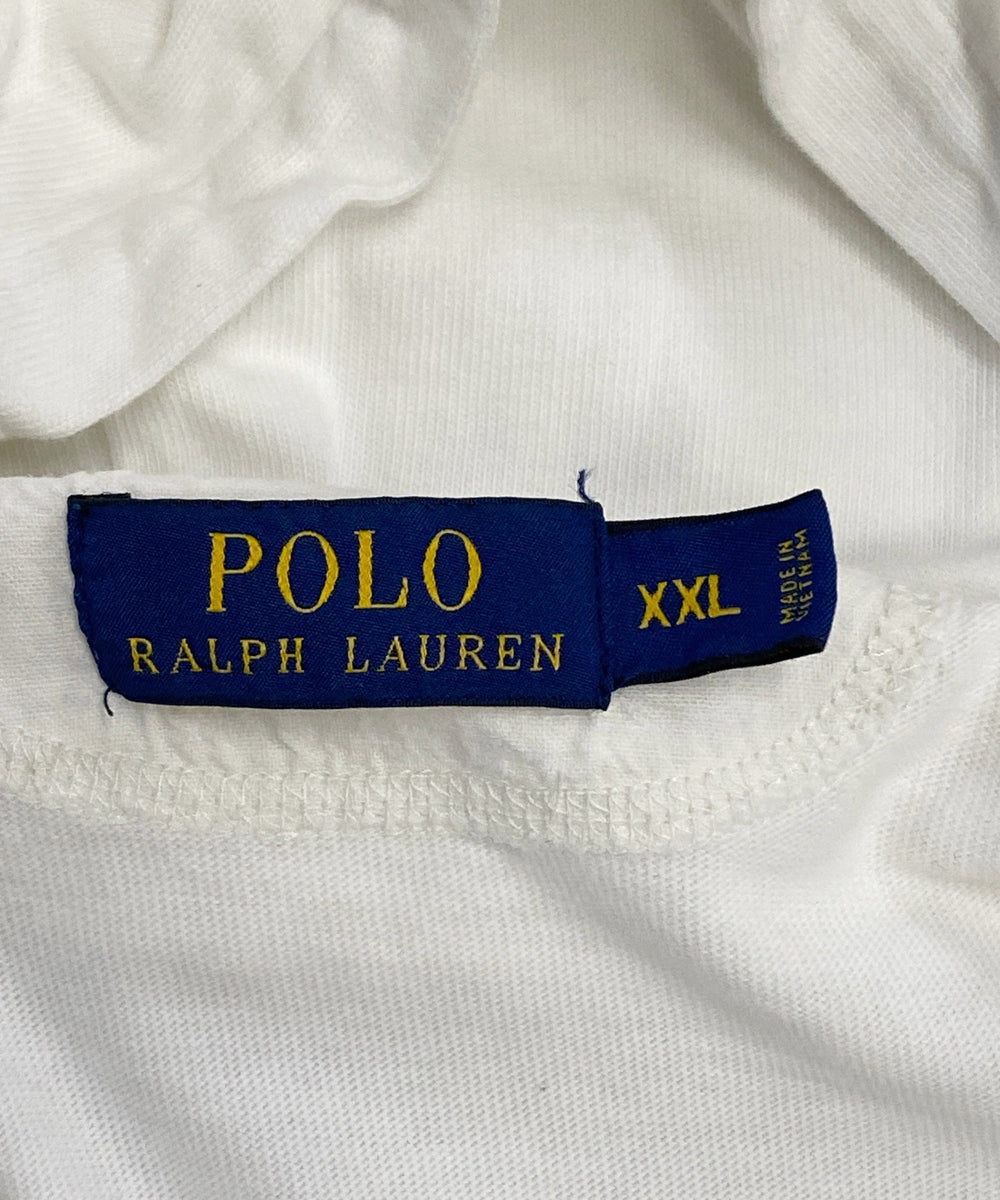 POLO
RALPH LAUREN
XXL
MADE IN
VIETNAM